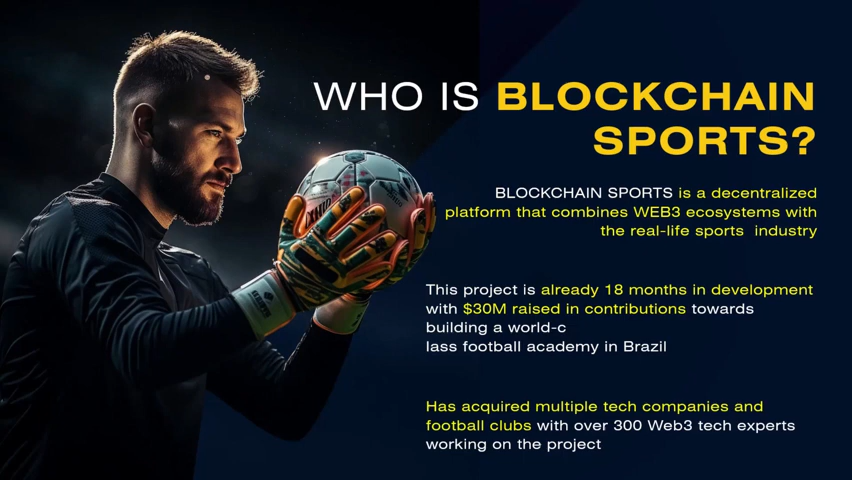 WHO IS BLOCKCHAIN
SPORTS?
BLOCKCHAIN SPORTS is a decentralized
platform that combines WEB3 ecosystems with
the real-life sports industry
This project is already 18 months in development
with $30M raised in contributions towards
building a world-c
lass football academy in Brazil
Has acquired multiple tech companies and
football clubs with over 300 Web3 tech experts
working on the project